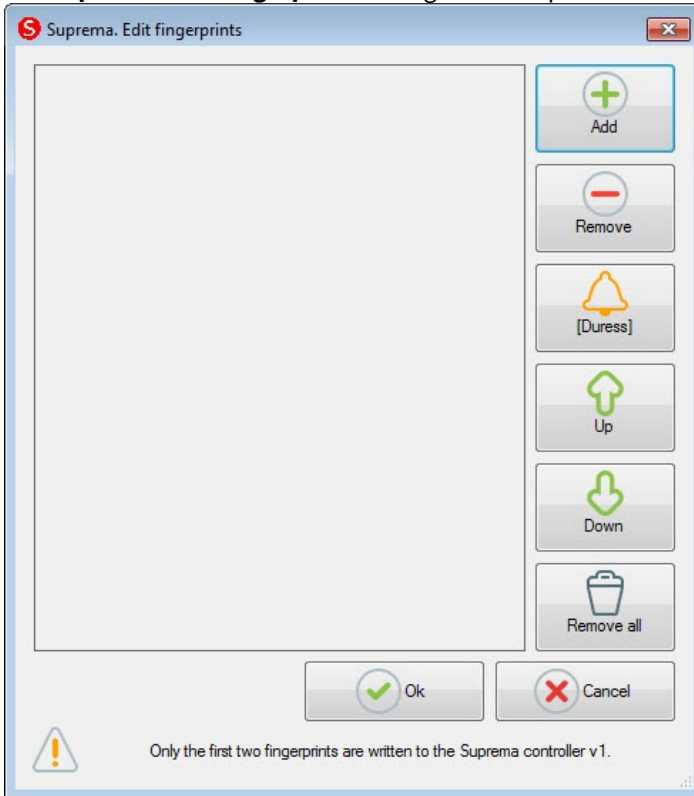 Suprema. Edit fingerprints
Add
Remove
[Duress]
Up
Down
Remove all
Ok
Cancel
Only the first two fingerprints are written to the Suprema controller v1.